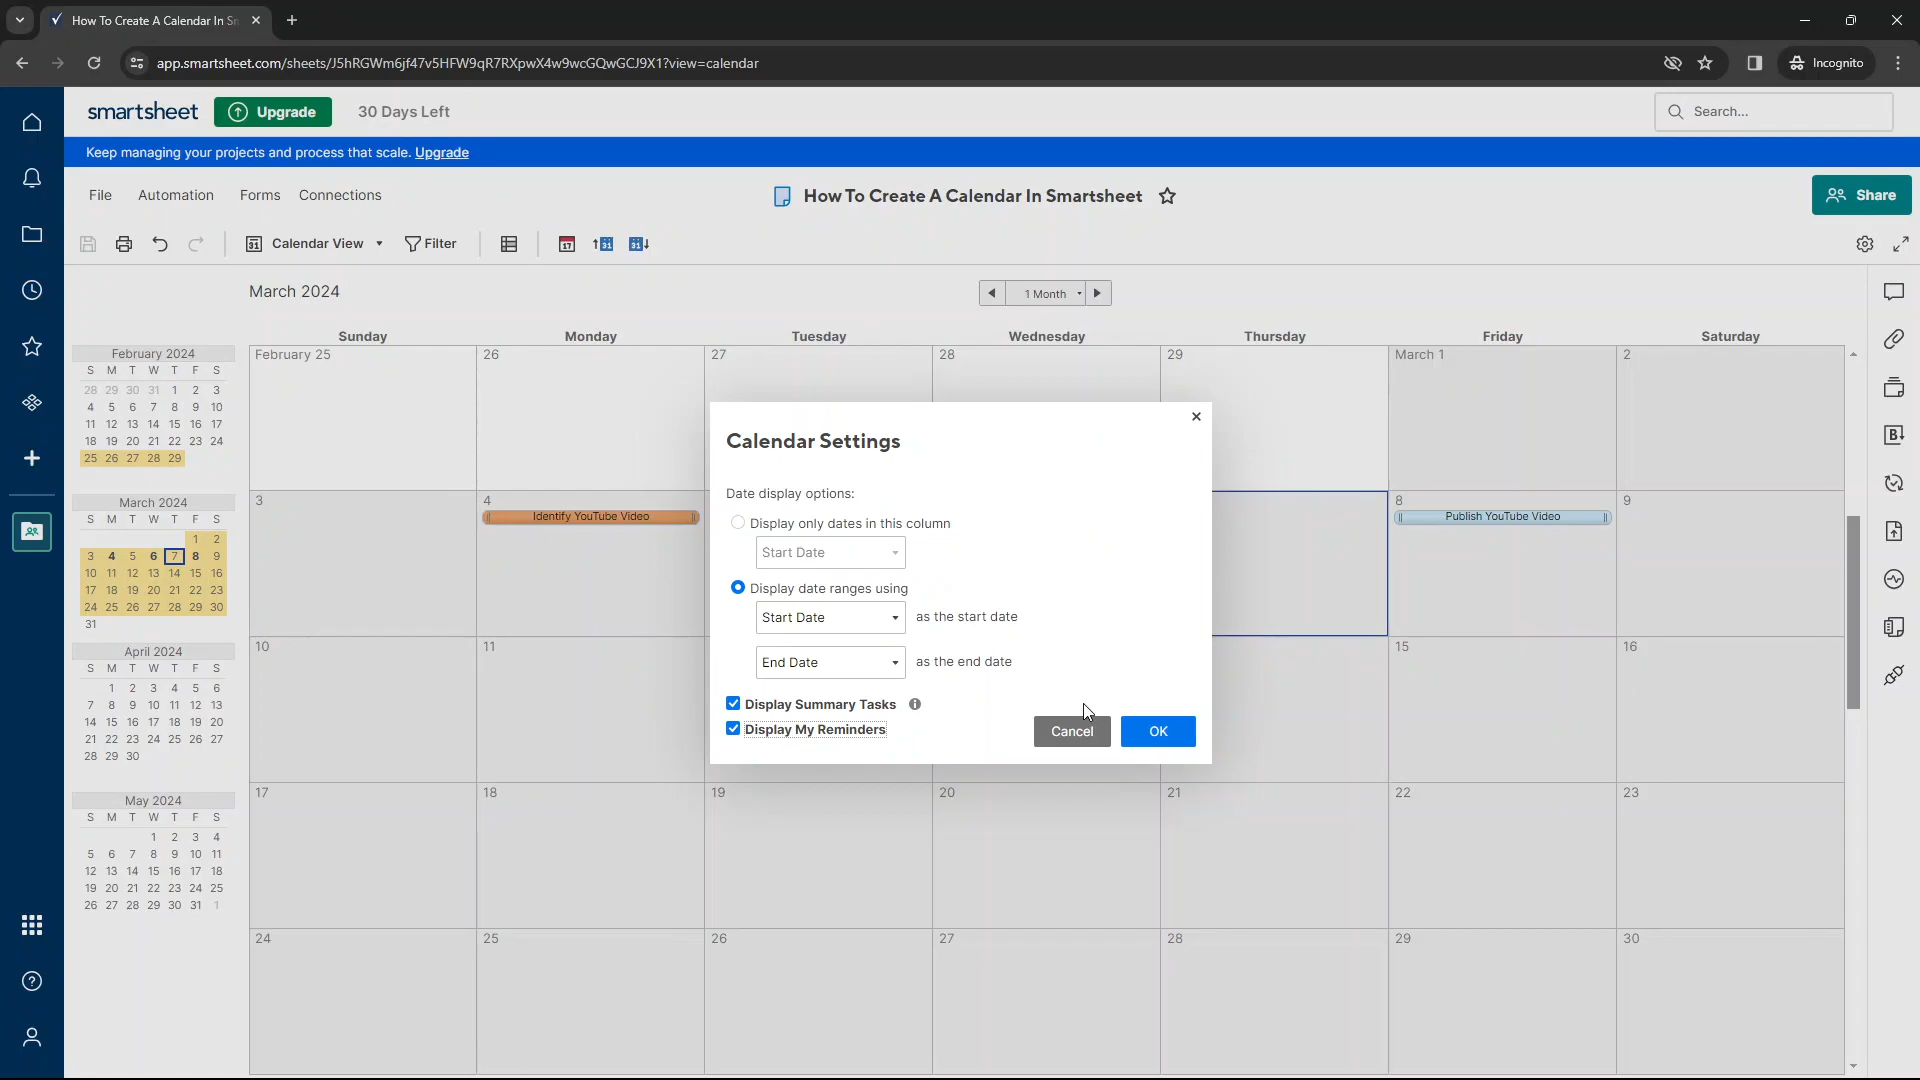 How To Create A Calendar In Sm
app.smartsheet.com/sheets/J5hRGWm6jf47v5HFW9qR7RXpwX4w9wcGQwGCJ9X1?view=calendar
Incognito
smartsheet
Upgrade
30 Days Left
Search...
Keep managing your projects and process that scale. Upgrade
File Automation Forms Connections
How To Create A Calendar In Smartsheet
Share
Calendar View
Filter
17
31
31
March 2024
1 Month
Sunday Monday Tuesday Wednesday Thursday Friday Saturday
February 25 26 27 28 29 March 1 2
3 4 8 9
Identify YouTube Video
Publish YouTube Video
10 11 15 16
17 18 19 20 21 22 23
24 25 26 27 28 29 30
February 2024
S M T W T F S
28 29 30 31 1 2 3
4 5 6 7 8 9 10
11 12 13 14 15 16 17
18 19 20 21 22 23 24
25 26 27 28 29
March 2024
S M T W T F S
1 2
3 4 5 6 7 8 9
10 11 12 13 14 15 16
17 18 19 20 21 22 23
24 25 26 27 28 29 30
31
April 2024
S M T W T F S
1 2 3 4 5 6
7 8 9 10 11 12 13
14 15 16 17 18 19 20
21 22 23 24 25 26 27
28 29 30
May 2024
S M T W T F S
1 2 3 4
5 6 7 8 9 10 11
12 13 14 15 16 17 18
19 20 21 22 23 24 25
26 27 28 29 30 31 1
Calendar Settings
Date display options:
Display only dates in this column
Start Date
Display date ranges using
Start Date as the start date
End Date as the end date
Display Summary Tasks
Display My Reminders
Cancel
OK